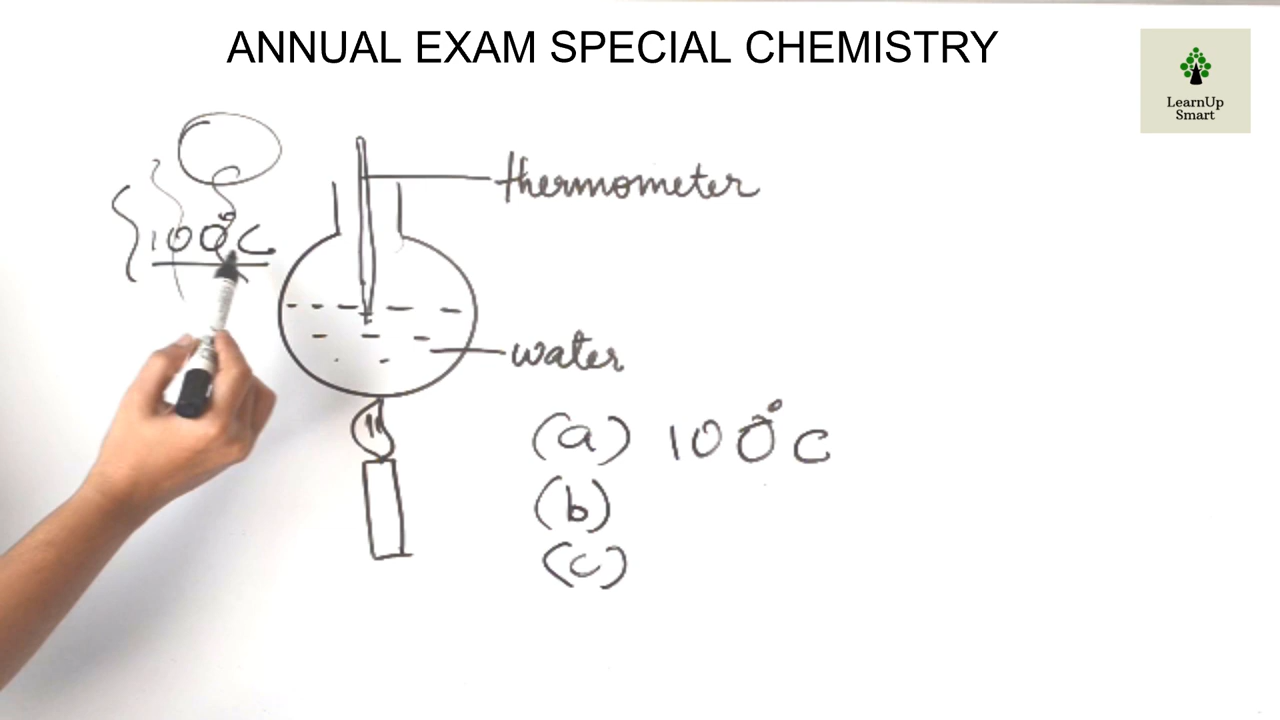 ANNUAL EXAM SPECIAL CHEMISTRY
LearnUp
Smart
thermometer
100°C
water
(a) 100°C
(b)
(c)